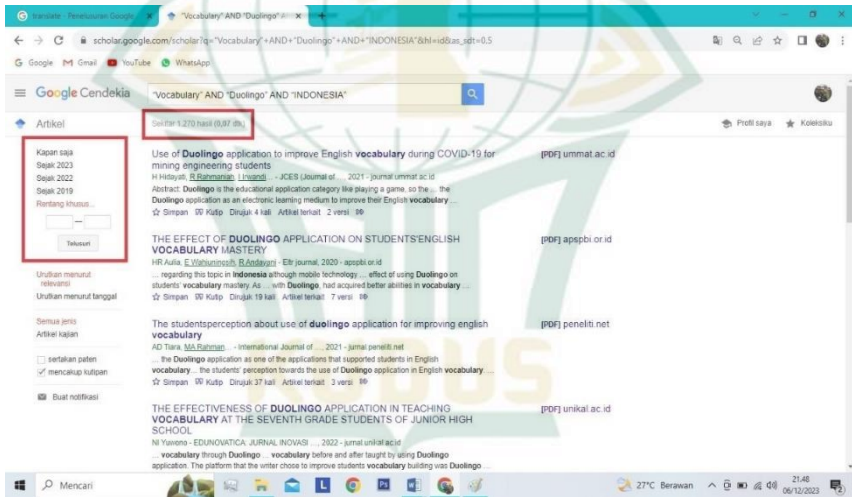 translate - Penelusuran Google
"Vocabulary" AND "Duolingo" A
scholar.google.com/scholar?q="Vocabulary"+AND+"Duolingo"+AND+"INDONESIA"&hl=id&as_sdt=0.5
Google Gmail YouTube WhatsApp
Google Cendekia
"Vocabulary" AND "Duolingo" AND "INDONESIA"
Artikel
Sekitar 1.270 hasil (0,07 dtk)
Profil saya
Koleksiku
Kapan saja
Sejak 2023
Sejak 2022
Sejak 2019
Rentang khusus...
—
Telusuri
Urutkan menurut
relevansi
Urutkan menurut tanggal
Semua jenis
Artikel kajian
sertakan paten
mencakup kutipan
Buat notifikasi
Use of Duolingo application to improve English vocabulary during COVID-19 for
mining engineering students
[PDF] ummat.ac.id
H Hidayati, R Rahmanian, I Irwandi... - JCES (Journal of ..., 2021 - journal.ummat.ac.id
Abstract: Duolingo is the educational application category like playing a game, so the ... the
Duolingo application as an electronic learning medium to improve their English vocabulary ...
Simpan Kutip Dirujuk 4 kali Artikel terkait 2 versi
THE EFFECT OF DUOLINGO APPLICATION ON STUDENTS'ENGLISH
VOCABULARY MASTERY
[PDF] apspbi.or.id
HR Aulia, E Wahjuningsih, R Andayani - Eltr journal, 2020 - apspbi.or.id
... regarding this topic in Indonesia although mobile technology ... effect of using Duolingo on
students' vocabulary mastery. As ... with Duolingo, had acquired better abilities in vocabulary ...
Simpan Kutip Dirujuk 19 kali Artikel terkait 7 versi
The studentsperception about use of duolingo application for improving english
vocabulary
[PDF] peneliti.net
AD Tiara, MA Rahman... - International Journal of ..., 2021 - jurnal.peneliti.net
... the Duolingo application as one of the applications that supported students in English
vocabulary... the students' perception towards the use of Duolingo application in English vocabulary. ...
Simpan Kutip Dirujuk 37 kali Artikel terkait 3 versi
THE EFFECTIVENESS OF DUOLINGO APPLICATION IN TEACHING
VOCABULARY AT THE SEVENTH GRADE STUDENTS OF JUNIOR HIGH
SCHOOL
[PDF] unikal.ac.id
NI Yuwono - EDUNOVATICA: JURNAL INOVASI ..., 2022 - jurnal.unikal.ac.id
... vocabulary through Duolingo ... vocabulary before and after taught by using Duolingo
application. The platform that the writer chose to improve students vocabulary building was Duolingo ...
KUDUS
Mencari
27°C Berawan
21.48
06/12/2023